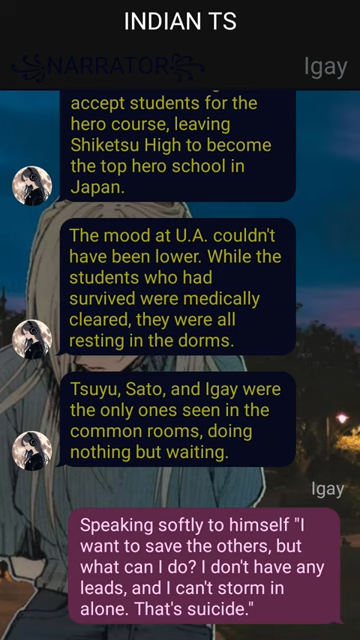 INDIAN TS
NARRATOR
Igay
accept students for the
hero course, leaving
Shiketsu High to become
the top hero school in
Japan.
The mood at U.A. couldn't
have been lower. While the
students who had
survived were medically
cleared, they were all
resting in the dorms.
Tsuyu, Sato, and Igay were
the only ones seen in the
common rooms, doing
nothing but waiting.
Igay
Speaking softly to himself "I
want to save the others, but
what can I do? I don't have any
leads, and I can't storm in
alone. That's suicide."